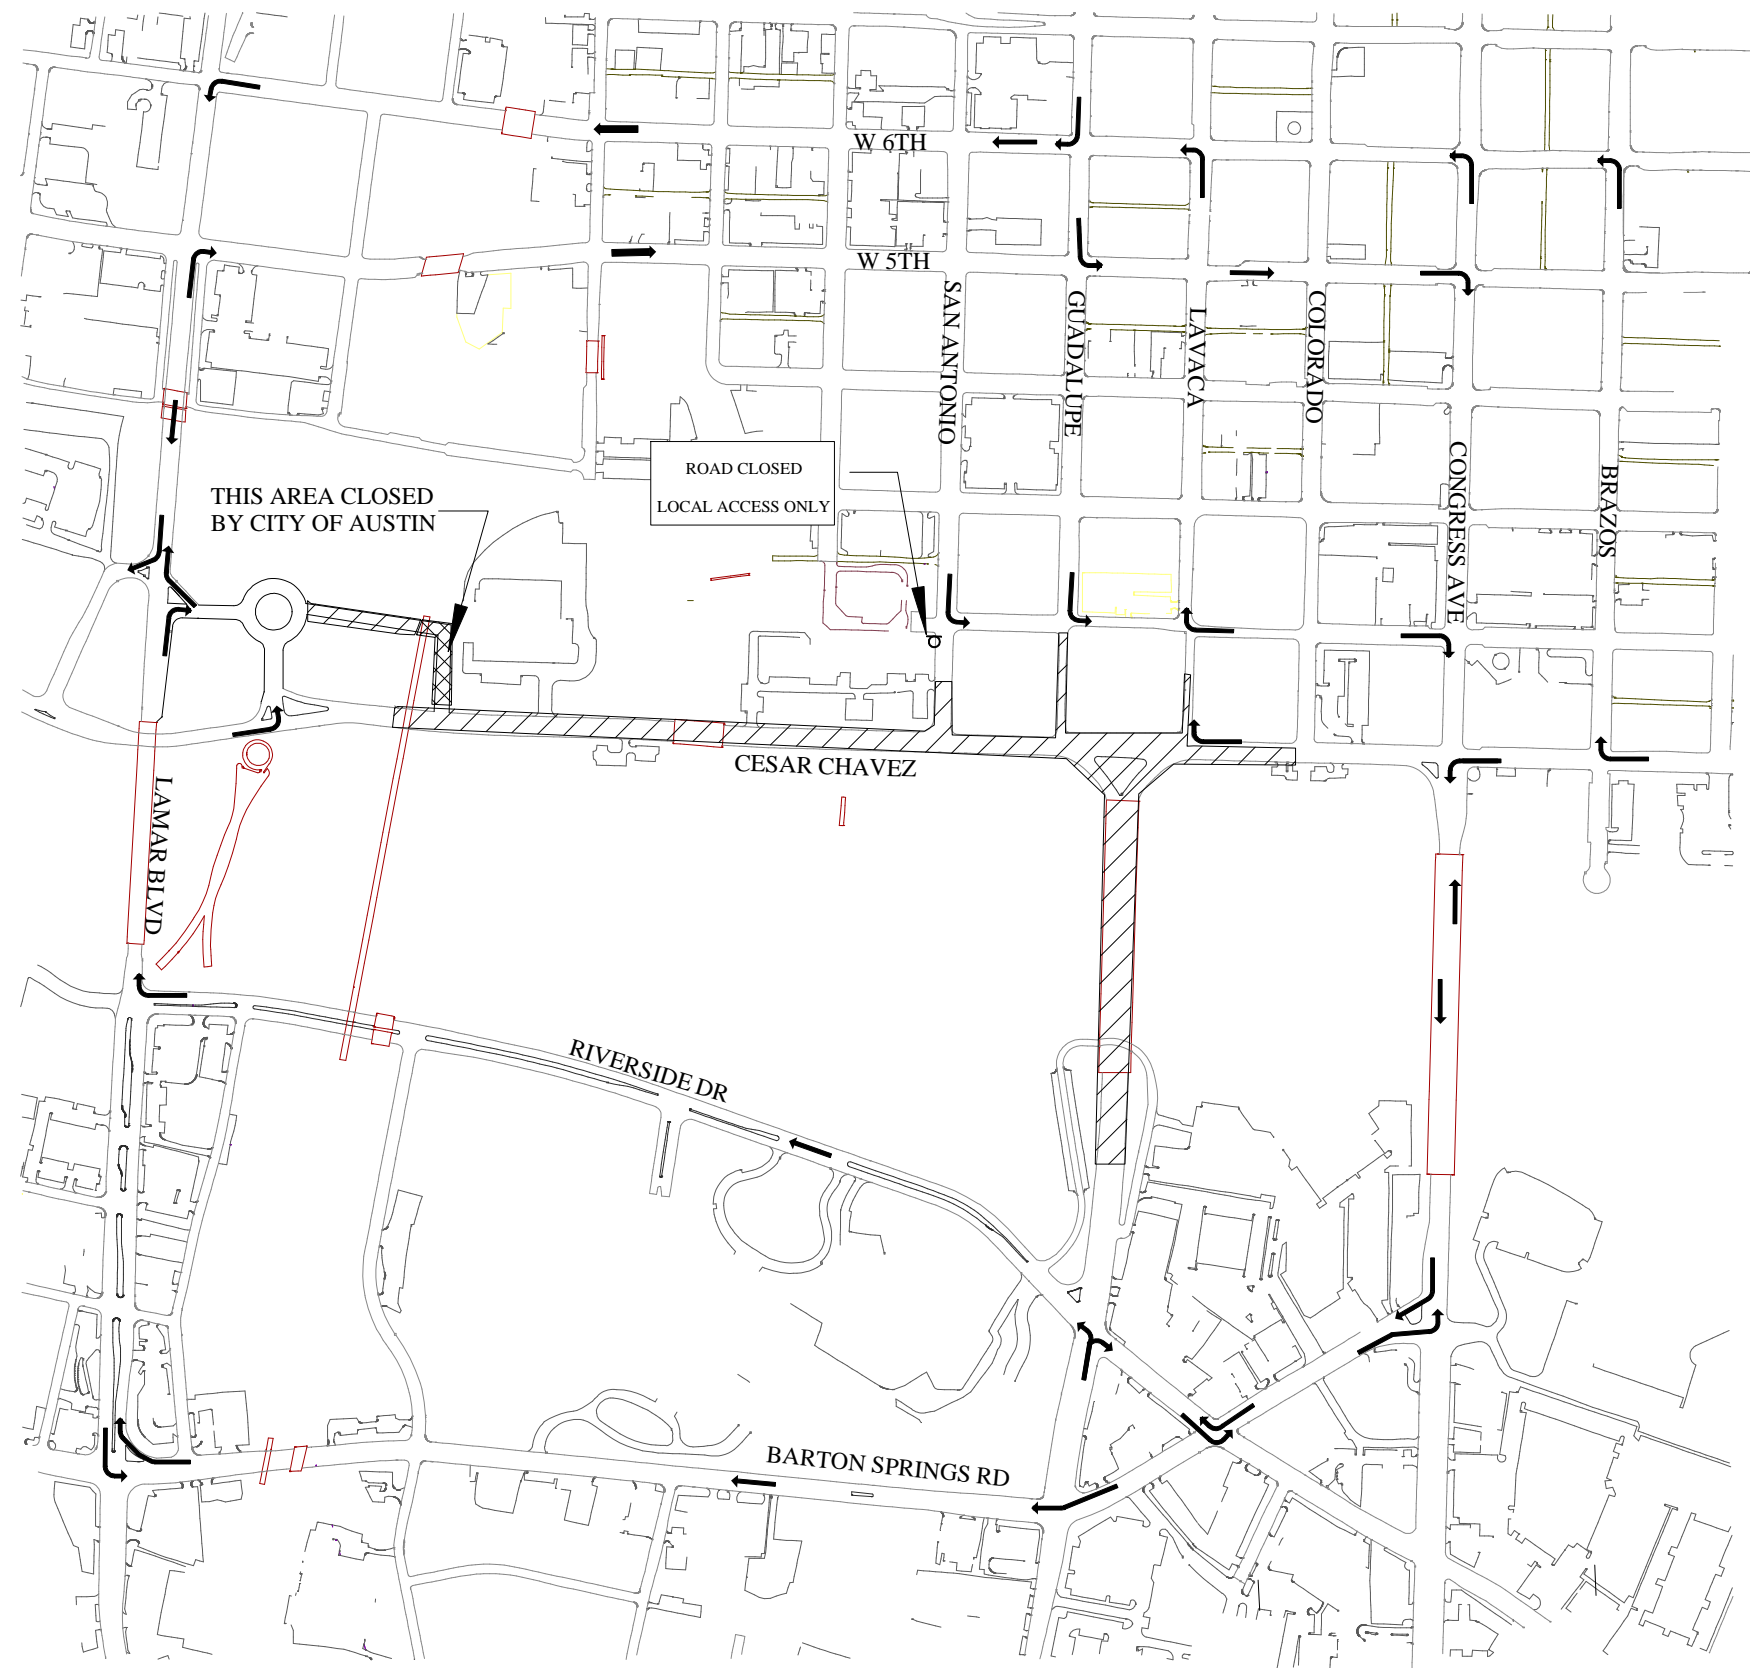 W 6TH
W 5TH
SAN ANTONIO
GUADALUPE
LAVACA
COLORADO
CONGRESS AVE
BRAZOS
ROAD CLOSED
LOCAL ACCESS ONLY
THIS AREA CLOSED
BY CITY OF AUSTIN
CESAR CHAVEZ
LAMAR BLVD
RIVERSIDE DR
BARTON SPRINGS RD